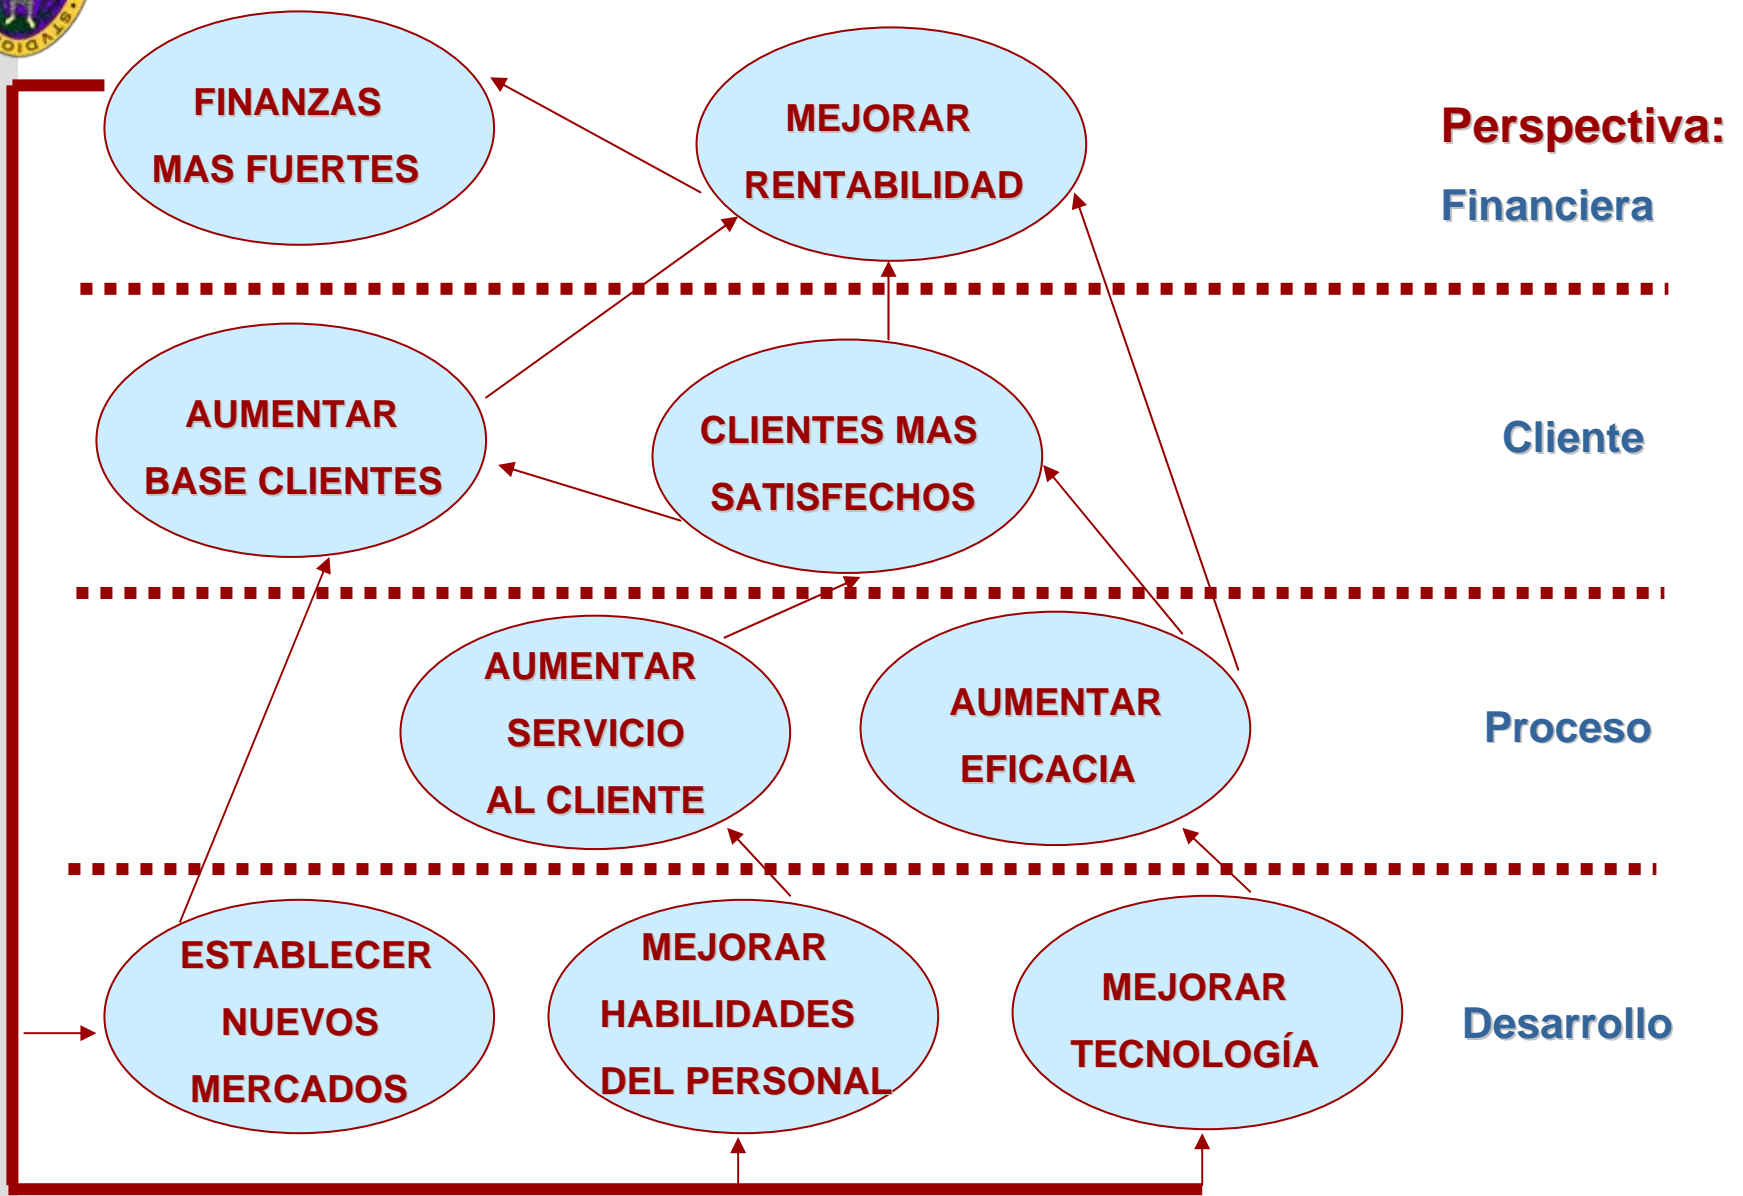 FINANZAS
MAS FUERTES
MEJORAR
RENTABILIDAD
Perspectiva:
Financiera
AUMENTAR
BASE CLIENTES
CLIENTES MAS
SATISFECHOS
Cliente
AUMENTAR
SERVICIO
AL CLIENTE
AUMENTAR
EFICACIA
Proceso
ESTABLECER
NUEVOS
MERCADOS
MEJORAR
HABILIDADES
DEL PERSONAL
MEJORAR
TECNOLOGÍA
Desarrollo